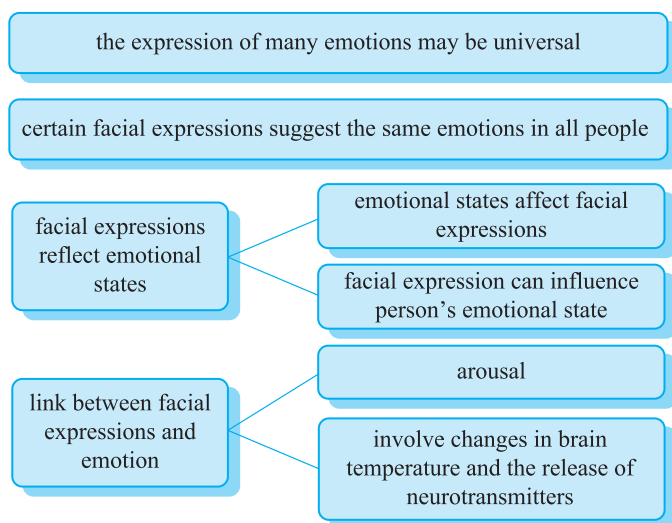 the expression of many emotions may be universal
certain facial expressions suggest the same emotions in all people
facial expressions
reflect emotional
states
emotional states affect facial
expressions
facial expression can influence
person’s emotional state
link between facial
expressions and
emotion
arousal
involve changes in brain
temperature and the release of
neurotransmitters